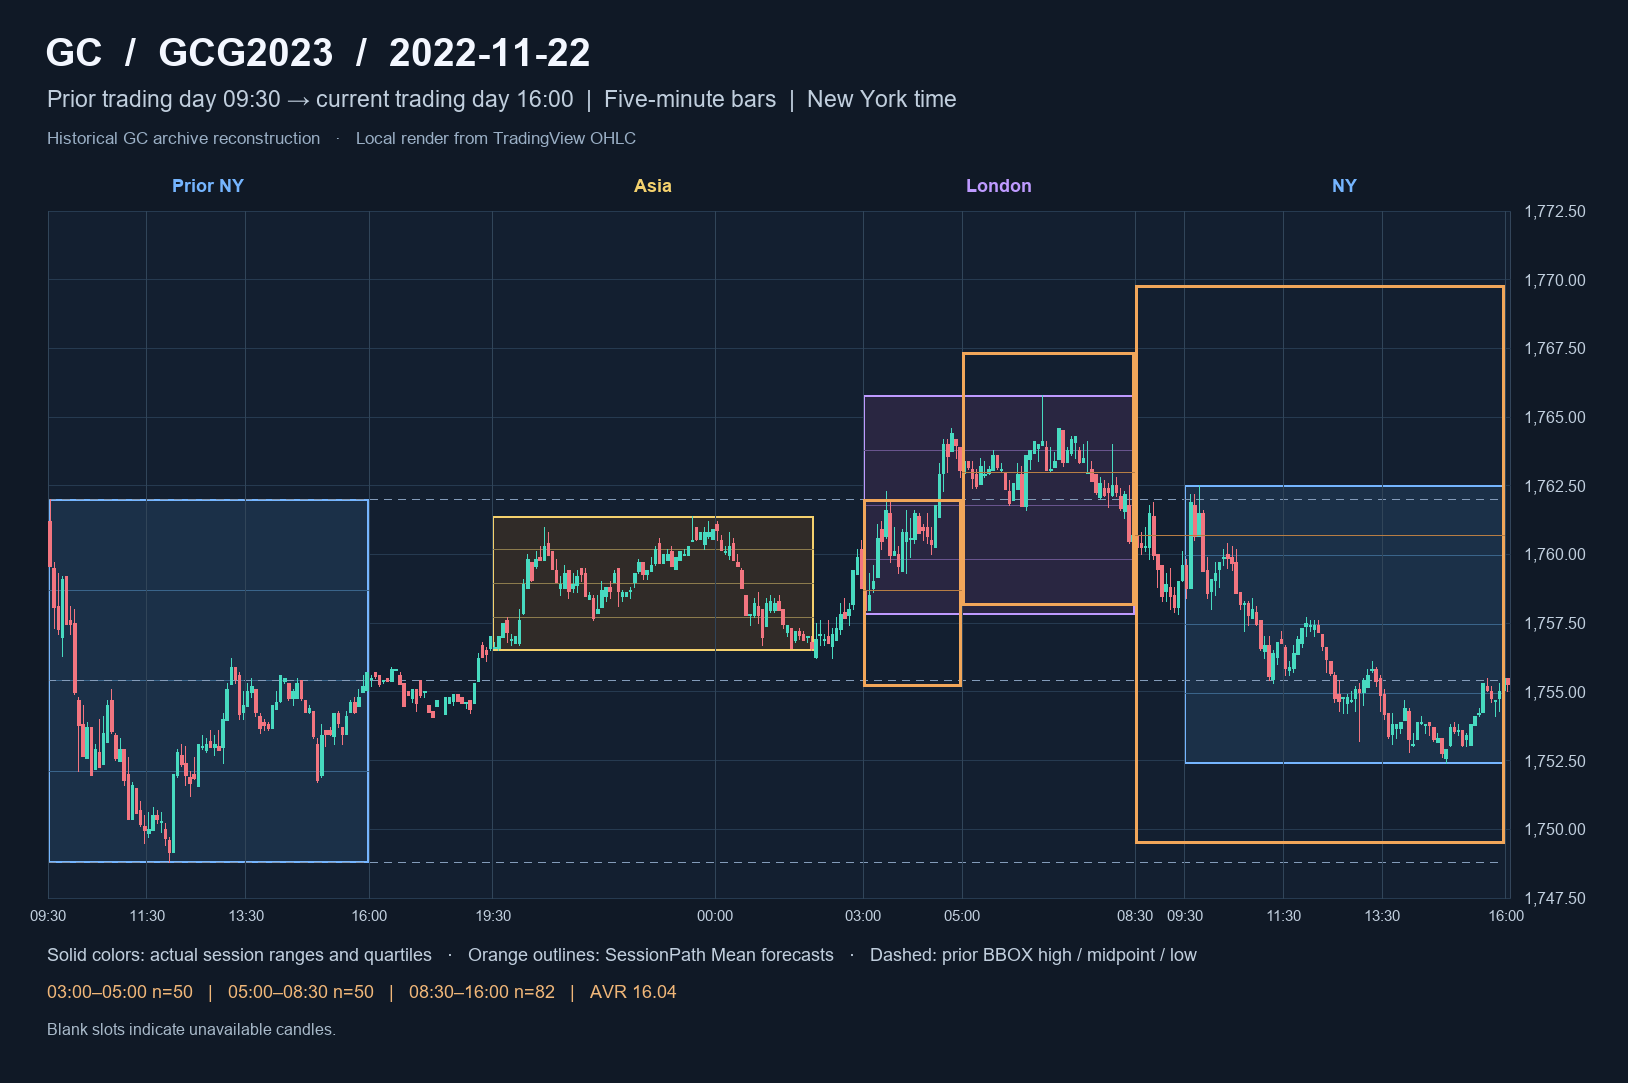 GC / GCG2023 / 2022-11-22
Prior trading day 09:30 → current trading day 16:00 | Five-minute bars | New York time
Historical GC archive reconstruction · Local render from TradingView OHLC
Prior NY Asia London NY
1,772.50
1,770.00
1,767.50
1,765.00
1,762.50
1,760.00
1,757.50
1,755.00
1,752.50
1,750.00
1,747.50
09:30 11:30 13:30 16:00 19:30 00:00 03:00 05:00 08:30 09:30 11:30 13:30 16:00
Solid colors: actual session ranges and quartiles · Orange outlines: SessionPath Mean forecasts · Dashed: prior BBOX high / midpoint / low
03:00–05:00 n=50 | 05:00–08:30 n=50 | 08:30–16:00 n=82 | AVR 16.04
Blank slots indicate unavailable candles.